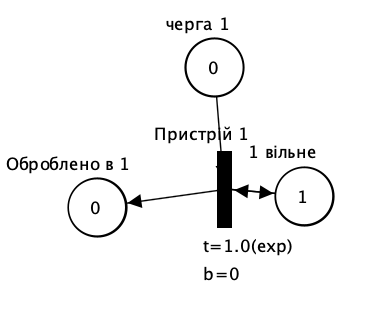 черга 1
0
Пристрій 1
1 вільне
Оброблено в 1
0
1
t=1.0(exp)
b=0